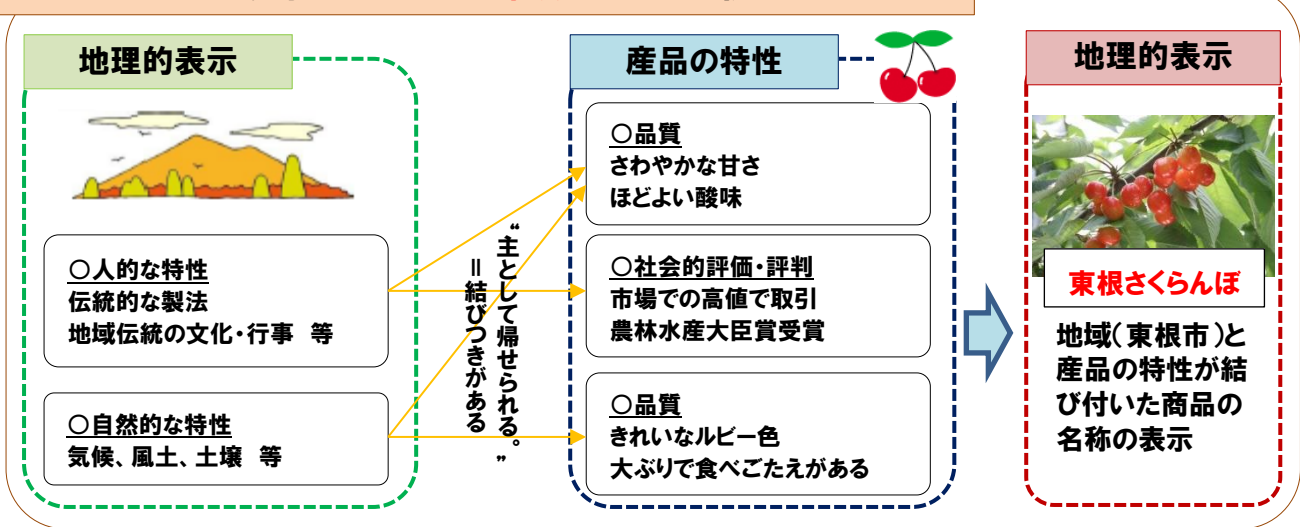 地理的表示
○人的な特性
伝統的な製法
地域伝統の文化・行事 等
○自然的な特性
気候、風土、土壌 等
“主として帰せられる。”
＝結びつきがある
産品の特性
○品質
さわやかな甘さ
ほどよい酸味
○社会的評価・評判
市場での高値で取引
農林水産大臣賞受賞
○品質
きれいなルビー色
大ぶりで食べごたえがある
地理的表示
東根さくらんぼ
地域（東根市）と
産品の特性が結
び付いた商品の
名称の表示